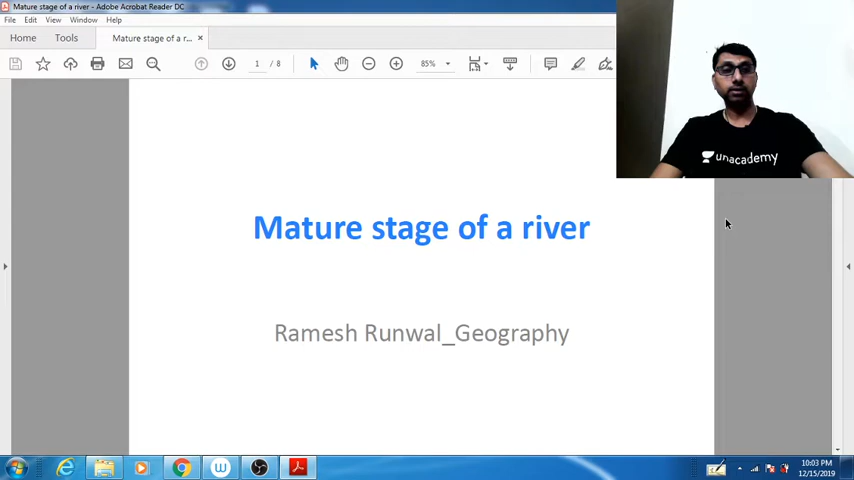 Mature stage of a river - Adobe Acrobat Reader DC
File Edit View Window Help
Home Tools Mature stage of a r... ×
1 / 8 85%
unacademy
Mature stage of a river
Ramesh Runwal_Geography
10:03 PM
12/15/2019